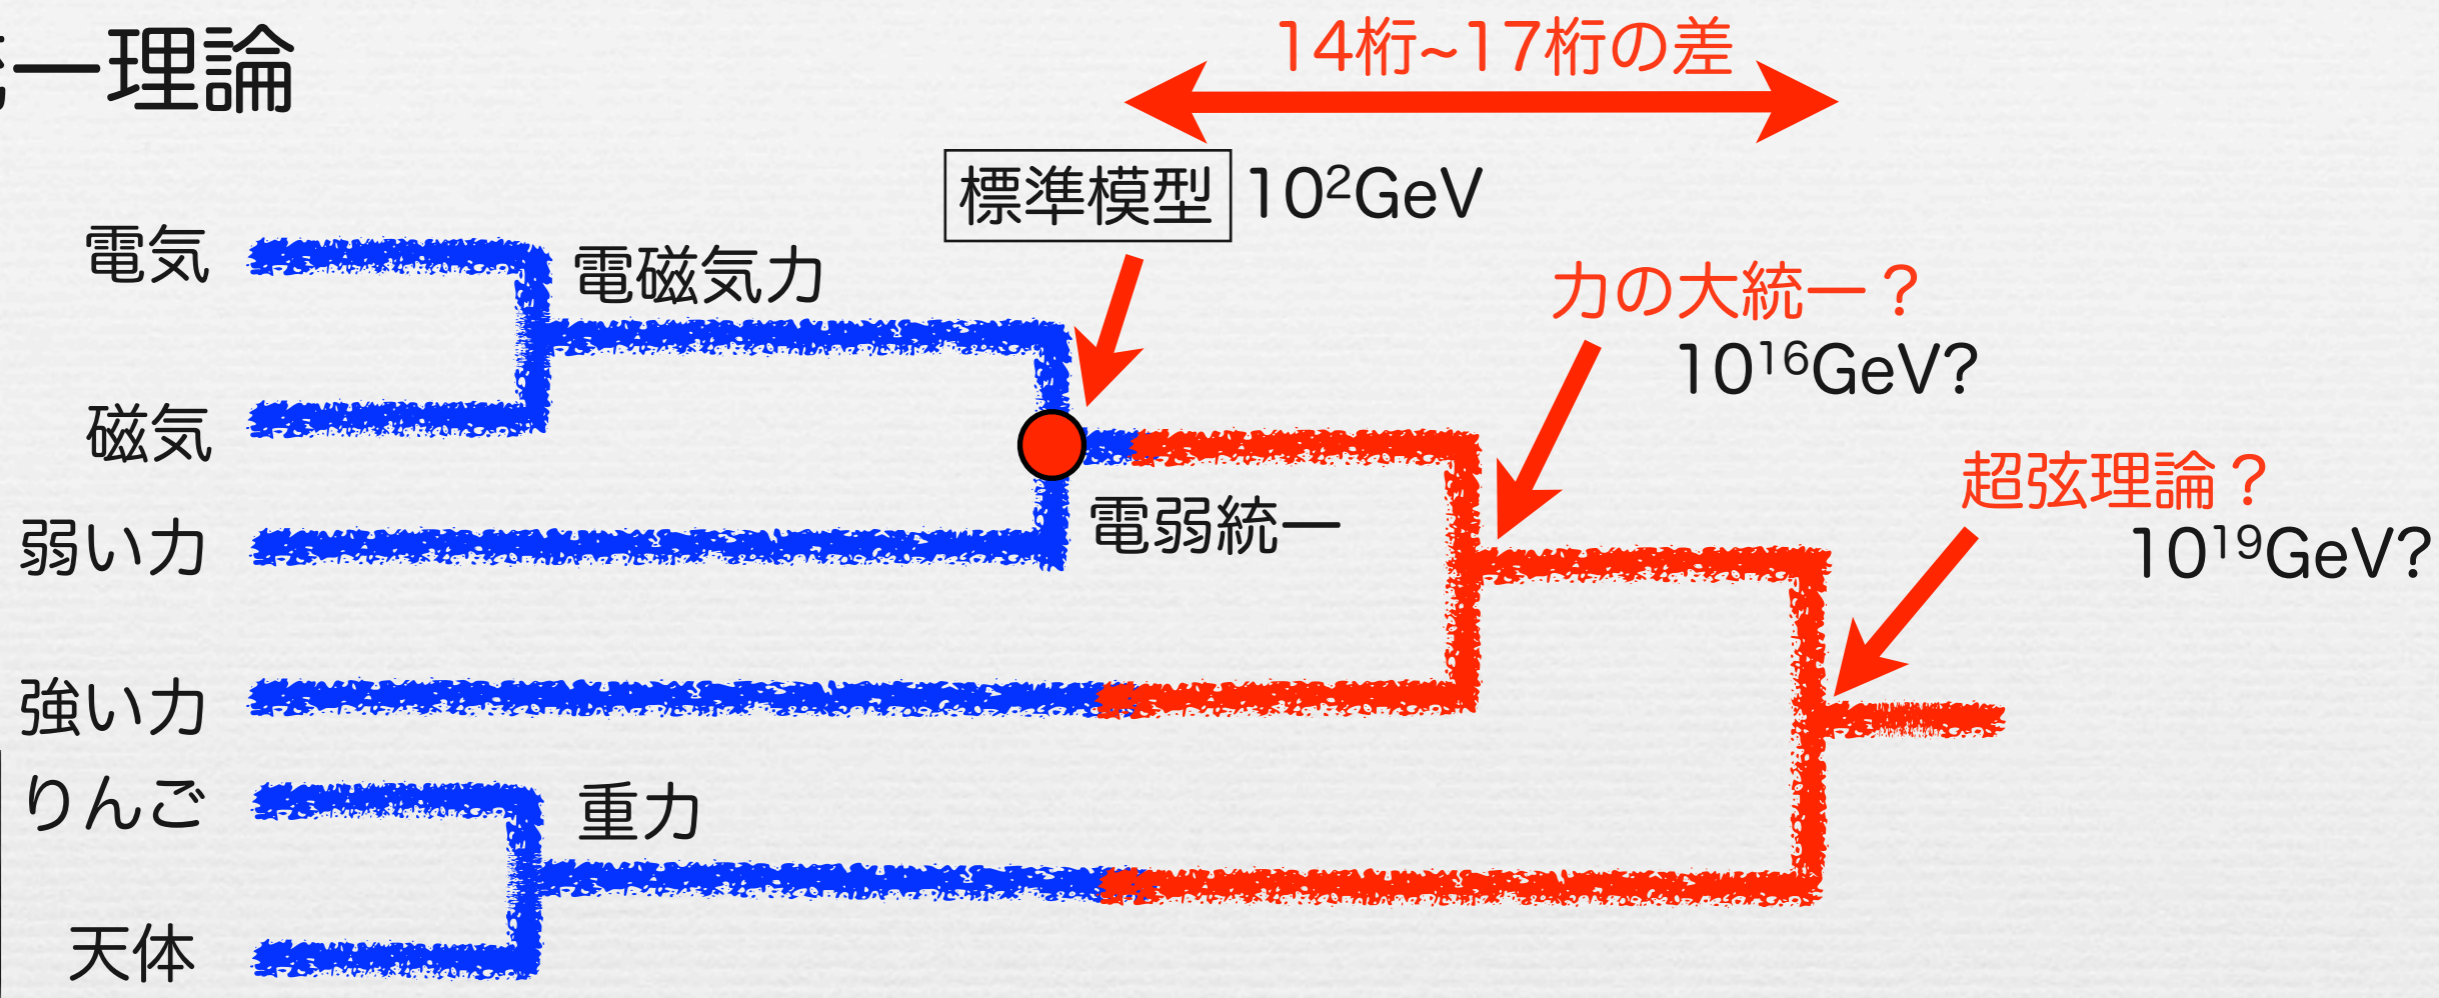 一理論
14桁~17桁の差
標準模型 10²GeV
電気
電磁気力
力の大統一？
10¹⁶GeV?
磁気
超弦理論？
10¹⁹GeV?
電弱統一
弱い力
強い力
りんご
重力
天体